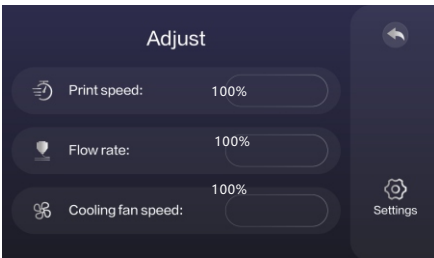 Adjust
Print speed: 100%
Flow rate: 100%
100%
Cooling fan speed:
Settings